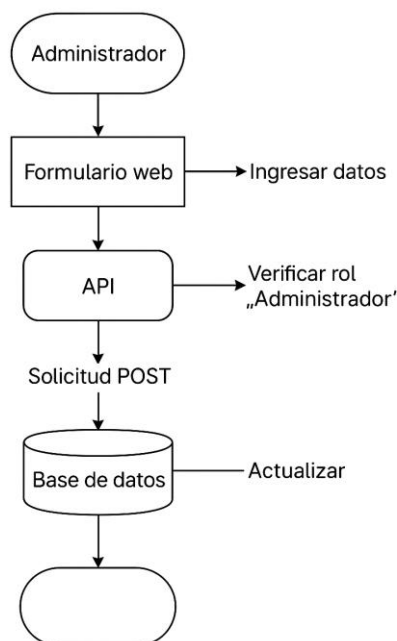 Administrador
Formulario web
Ingresar datos
API
Verificar rol
„Administrador’
Solicitud POST
Base de datos
Actualizar